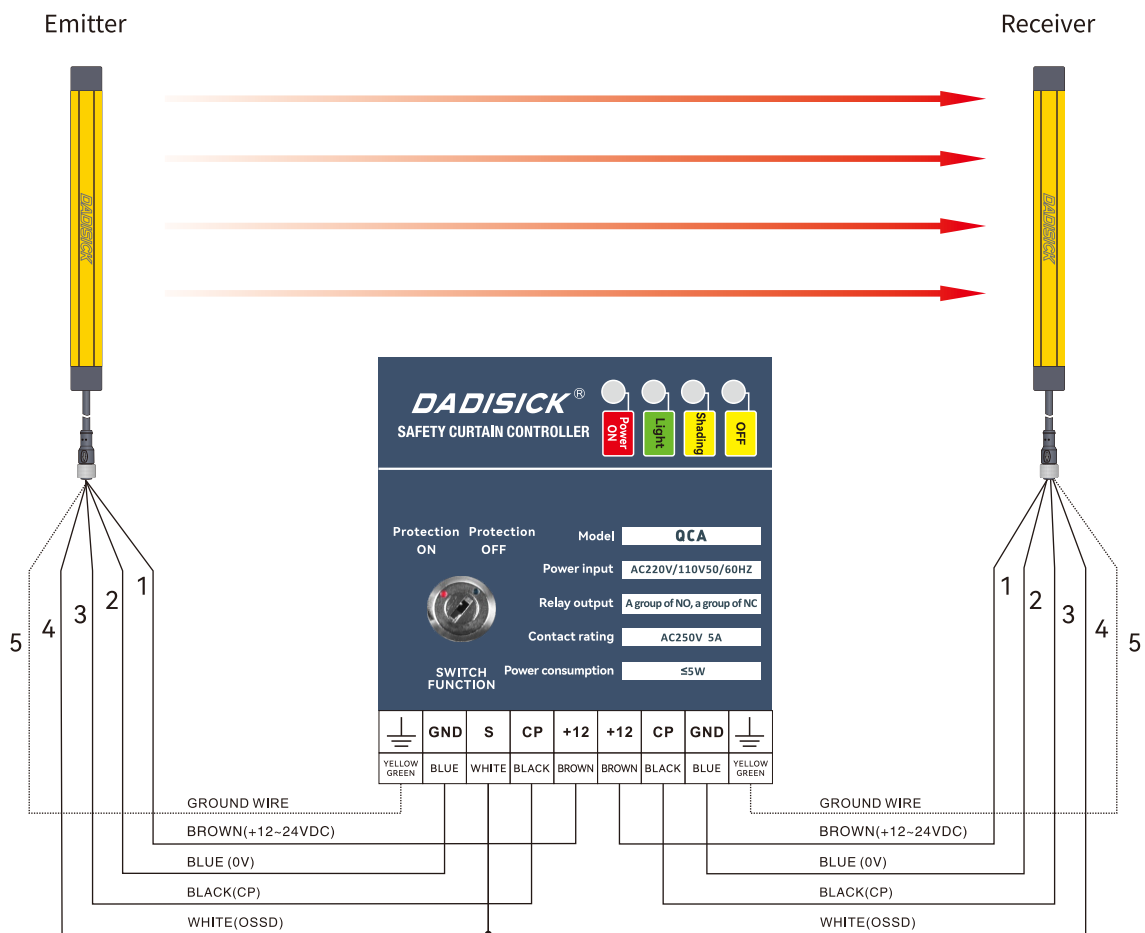 Emitter
Receiver
DADISICK
DADISICK
DADISICK®
SAFETY CURTAIN CONTROLLER
Power
ON
Light
Shading
OFF
Protection
ON
Protection
OFF
SWITCH
FUNCTION
Model QCA
Power input AC220V/110V50/60HZ
Relay output A group of NO, a group of NC
Contact rating AC250V 5A
Power consumption ≤5W
GND S CP +12 +12 CP GND
YELLOW
GREEN
BLUE WHITE BLACK BROWN BROWN BLACK BLUE
YELLOW
GREEN
5 4 3 2 1
1 2 3 4 5
GROUND WIRE
BROWN(+12~24VDC)
BLUE (0V)
BLACK(CP)
WHITE(OSSD)
GROUND WIRE
BROWN(+12~24VDC)
BLUE (0V)
BLACK(CP)
WHITE(OSSD)